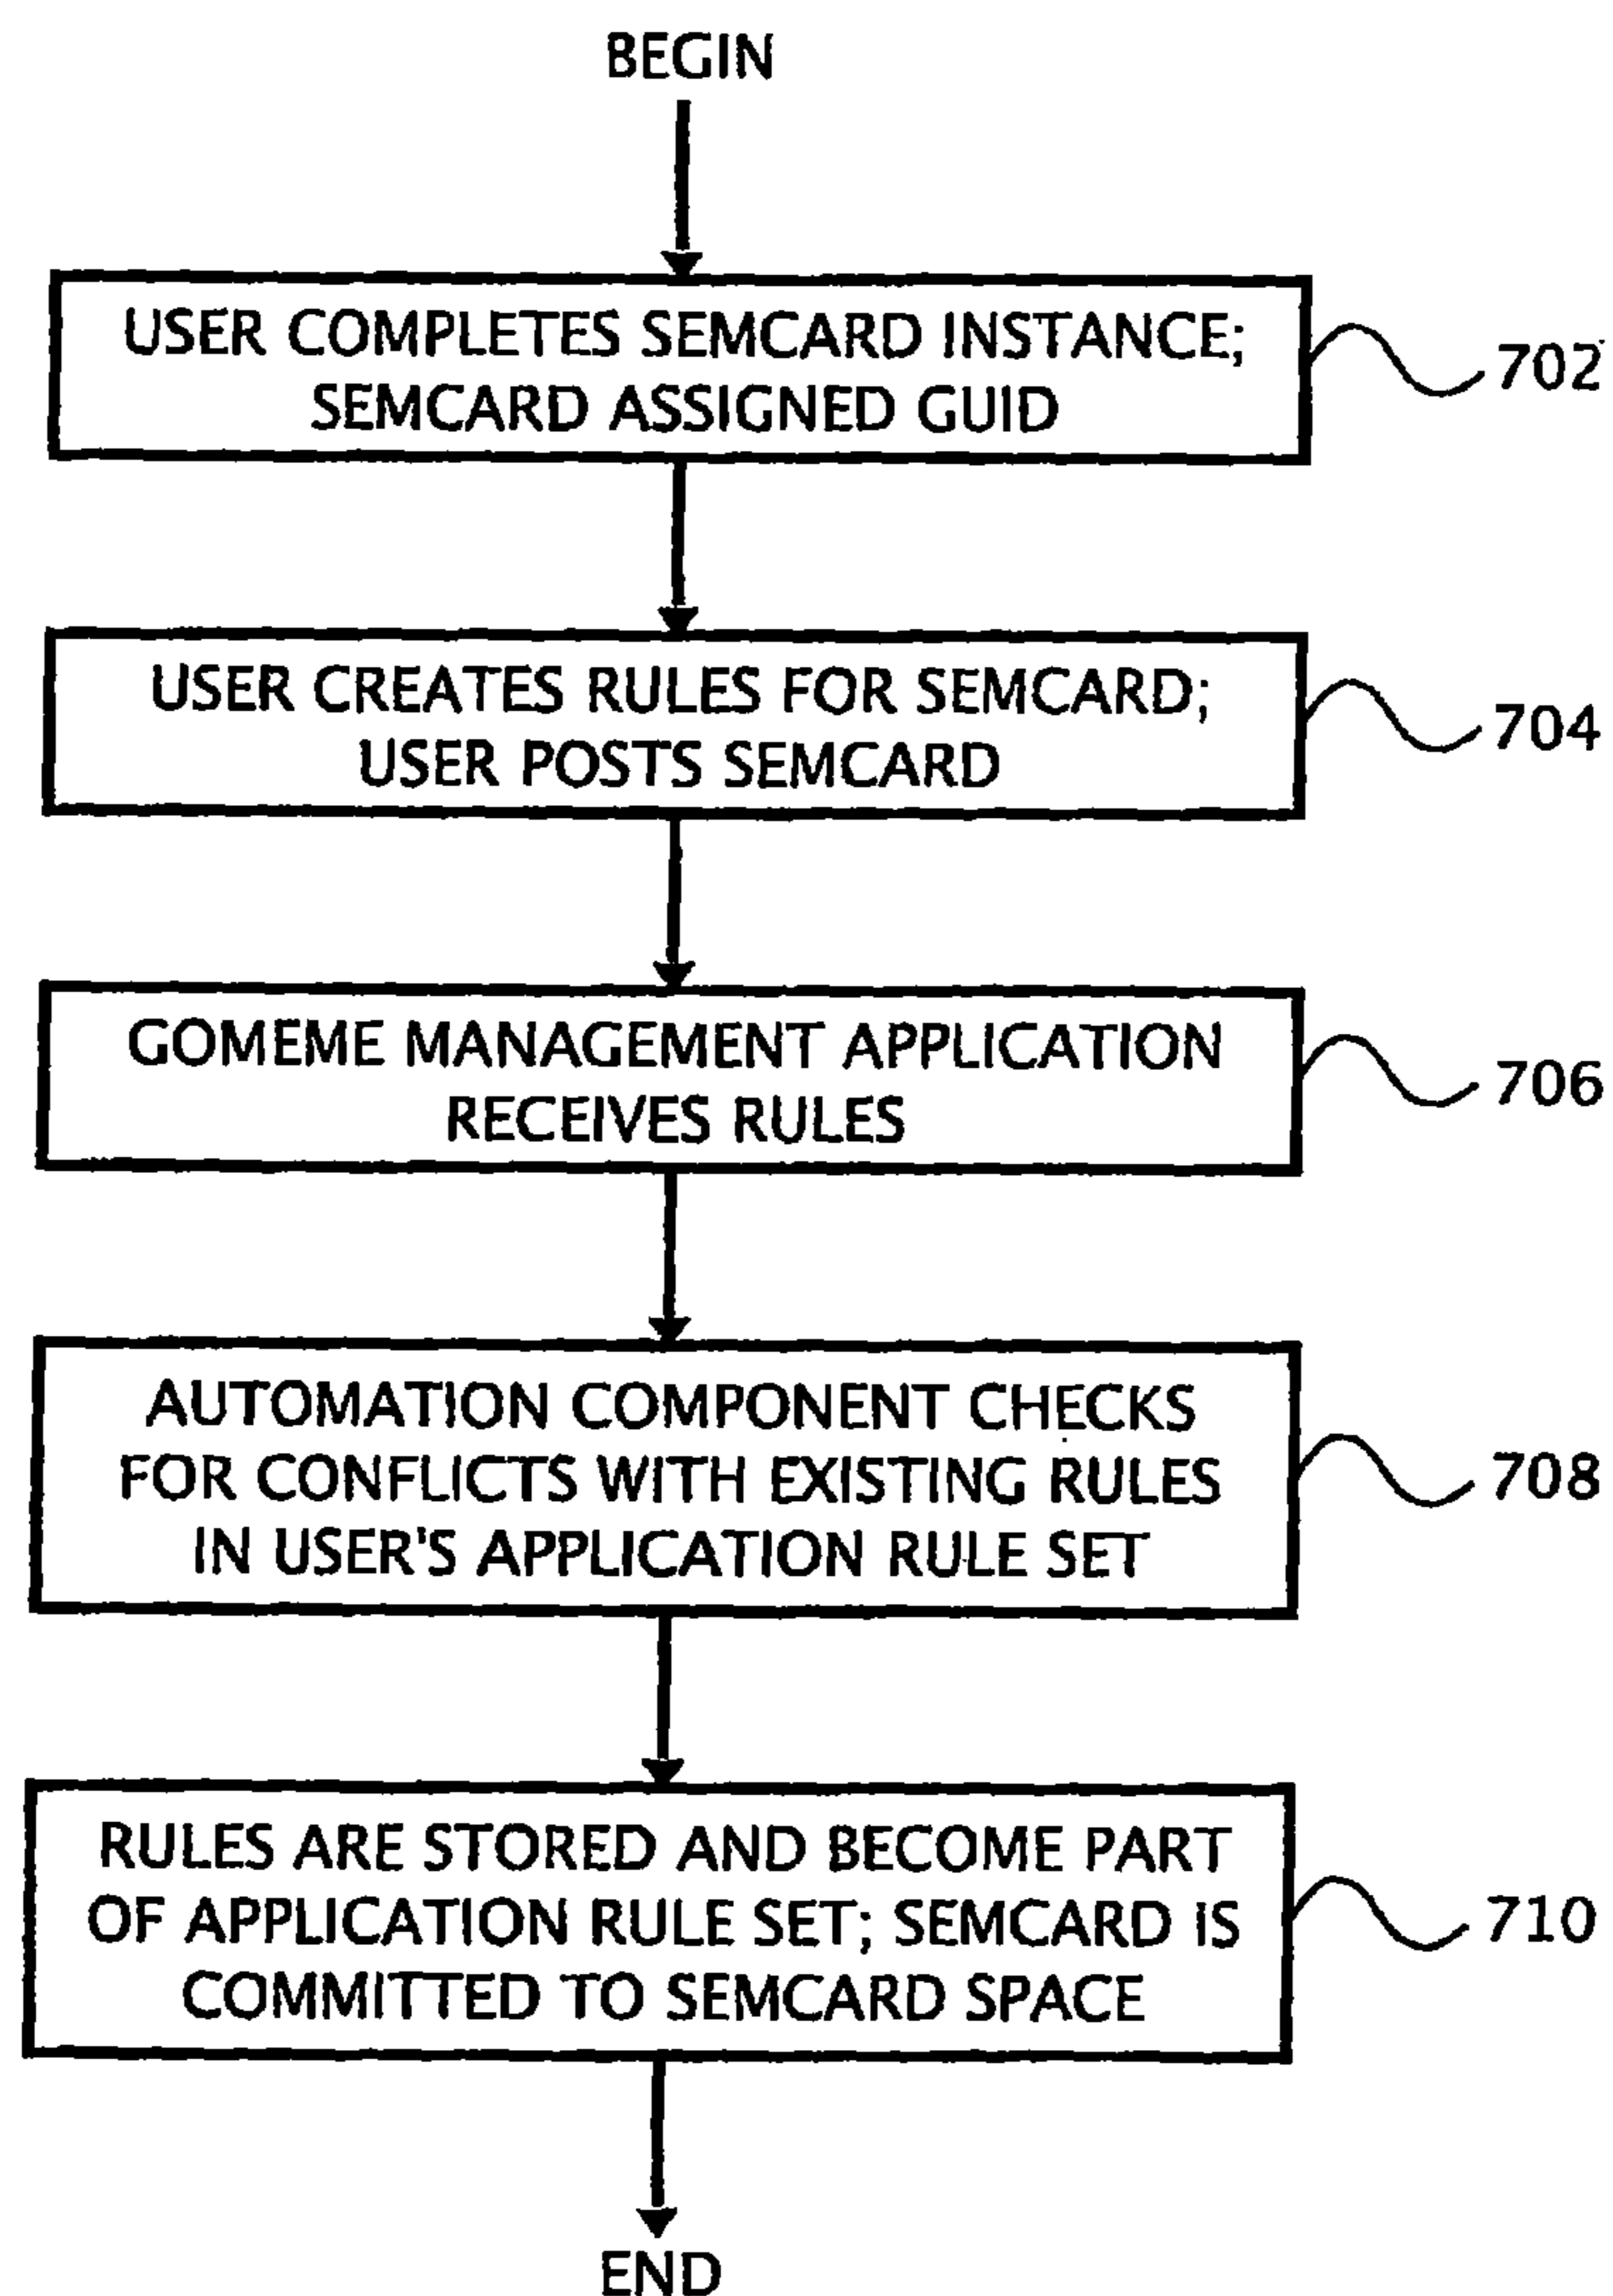 BEGIN
USER COMPLETES SEMCARD INSTANCE;
SEMCARD ASSIGNED GUID
702
USER CREATES RULES FOR SEMCARD;
USER POSTS SEMCARD
704
GOMEME MANAGEMENT APPLICATION
RECEIVES RULES
706
AUTOMATION COMPONENT CHECKS
FOR CONFLICTS WITH EXISTING RULES
IN USER'S APPLICATION RULE SET
708
RULES ARE STORED AND BECOME PART
OF APPLICATION RULE SET; SEMCARD IS
COMMITTED TO SEMCARD SPACE
710
END